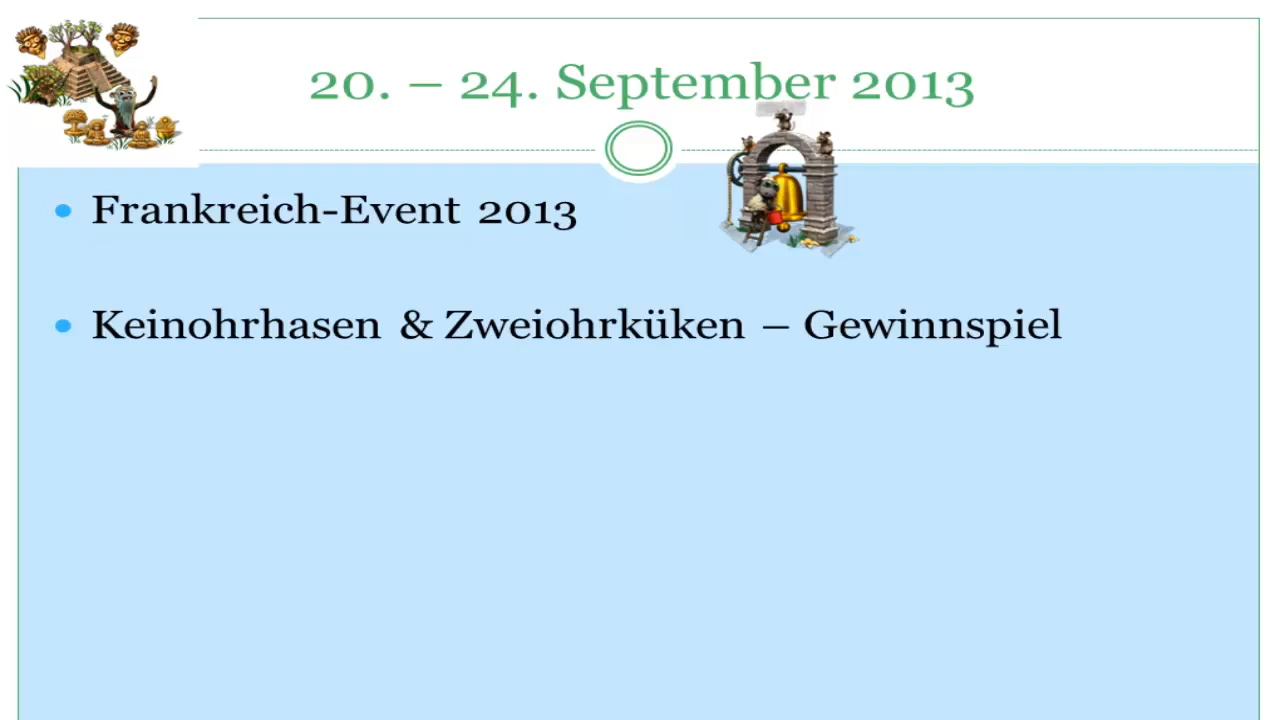 20. – 24. September 2013
Frankreich-Event 2013
Keinohrhasen & Zweiohrküken – Gewinnspiel